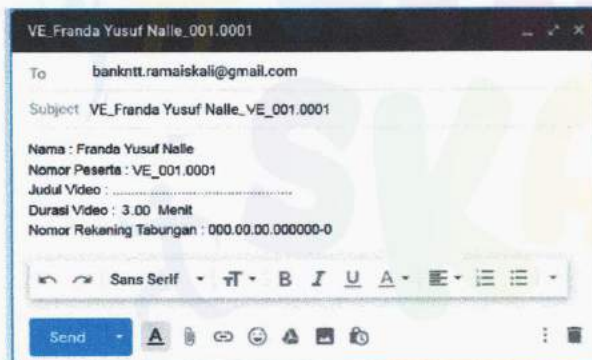 VE_Franda Yusuf Nalle_001.0001
To bankntt.ramaiskali@gmail.com
Subject VE_Franda Yusuf Nalle_VE_001.0001
Nama : Franda Yusuf Nalle
Nomor Peserta : VE_001.0001
Judul Video : ................................................
Durasi Video : 3.00 Menit
Nomor Rekening Tabungan : 000.00.00.000000-0
Sans Serif
Send